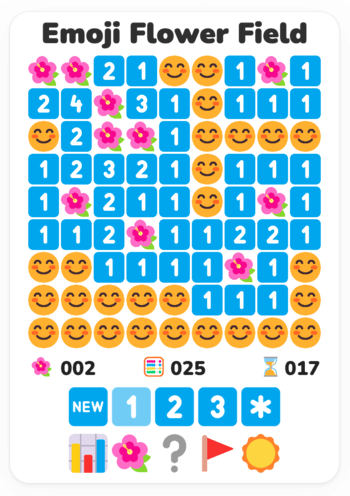 Emoji Flower Field
2 1 1 1
2 4 3 1 1 1 1
2 1
1 2 3 2 1 1 1 1
1 2 1 1 1 1
1 1 2 1 1 2 2 1
1 1 1 1 1
1 1 1
002 025 017
NEW 1 2 3 *
?